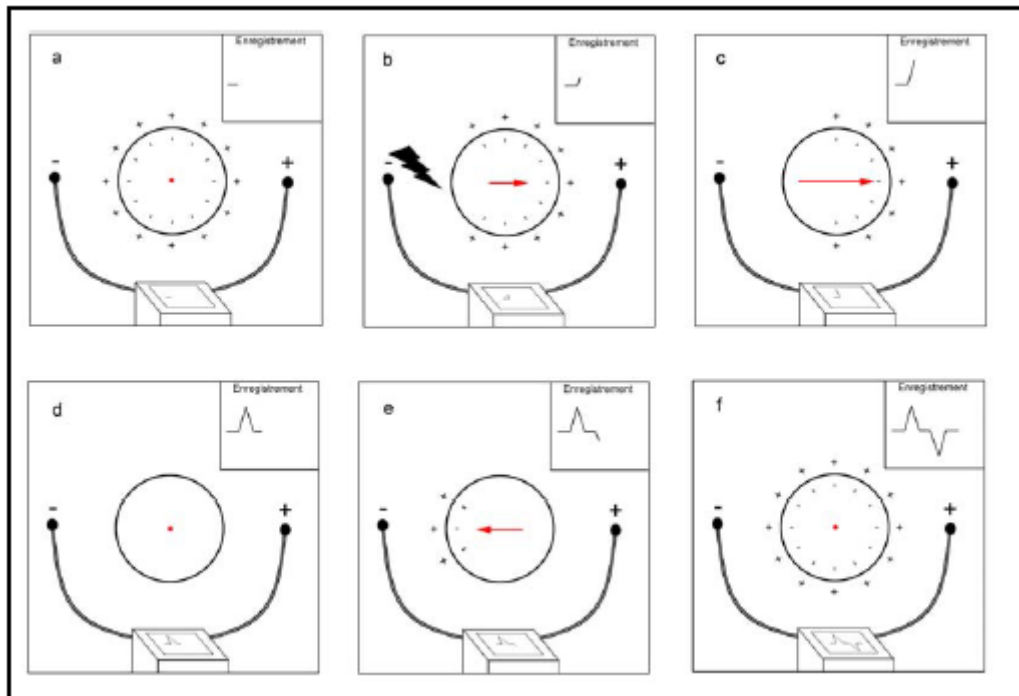 Enregistrement
a
- +
Enregistrement
b
- +
Enregistrement
c
- +
Enregistrement
d
- +
Enregistrement
e
- +
Enregistrement
f
- +